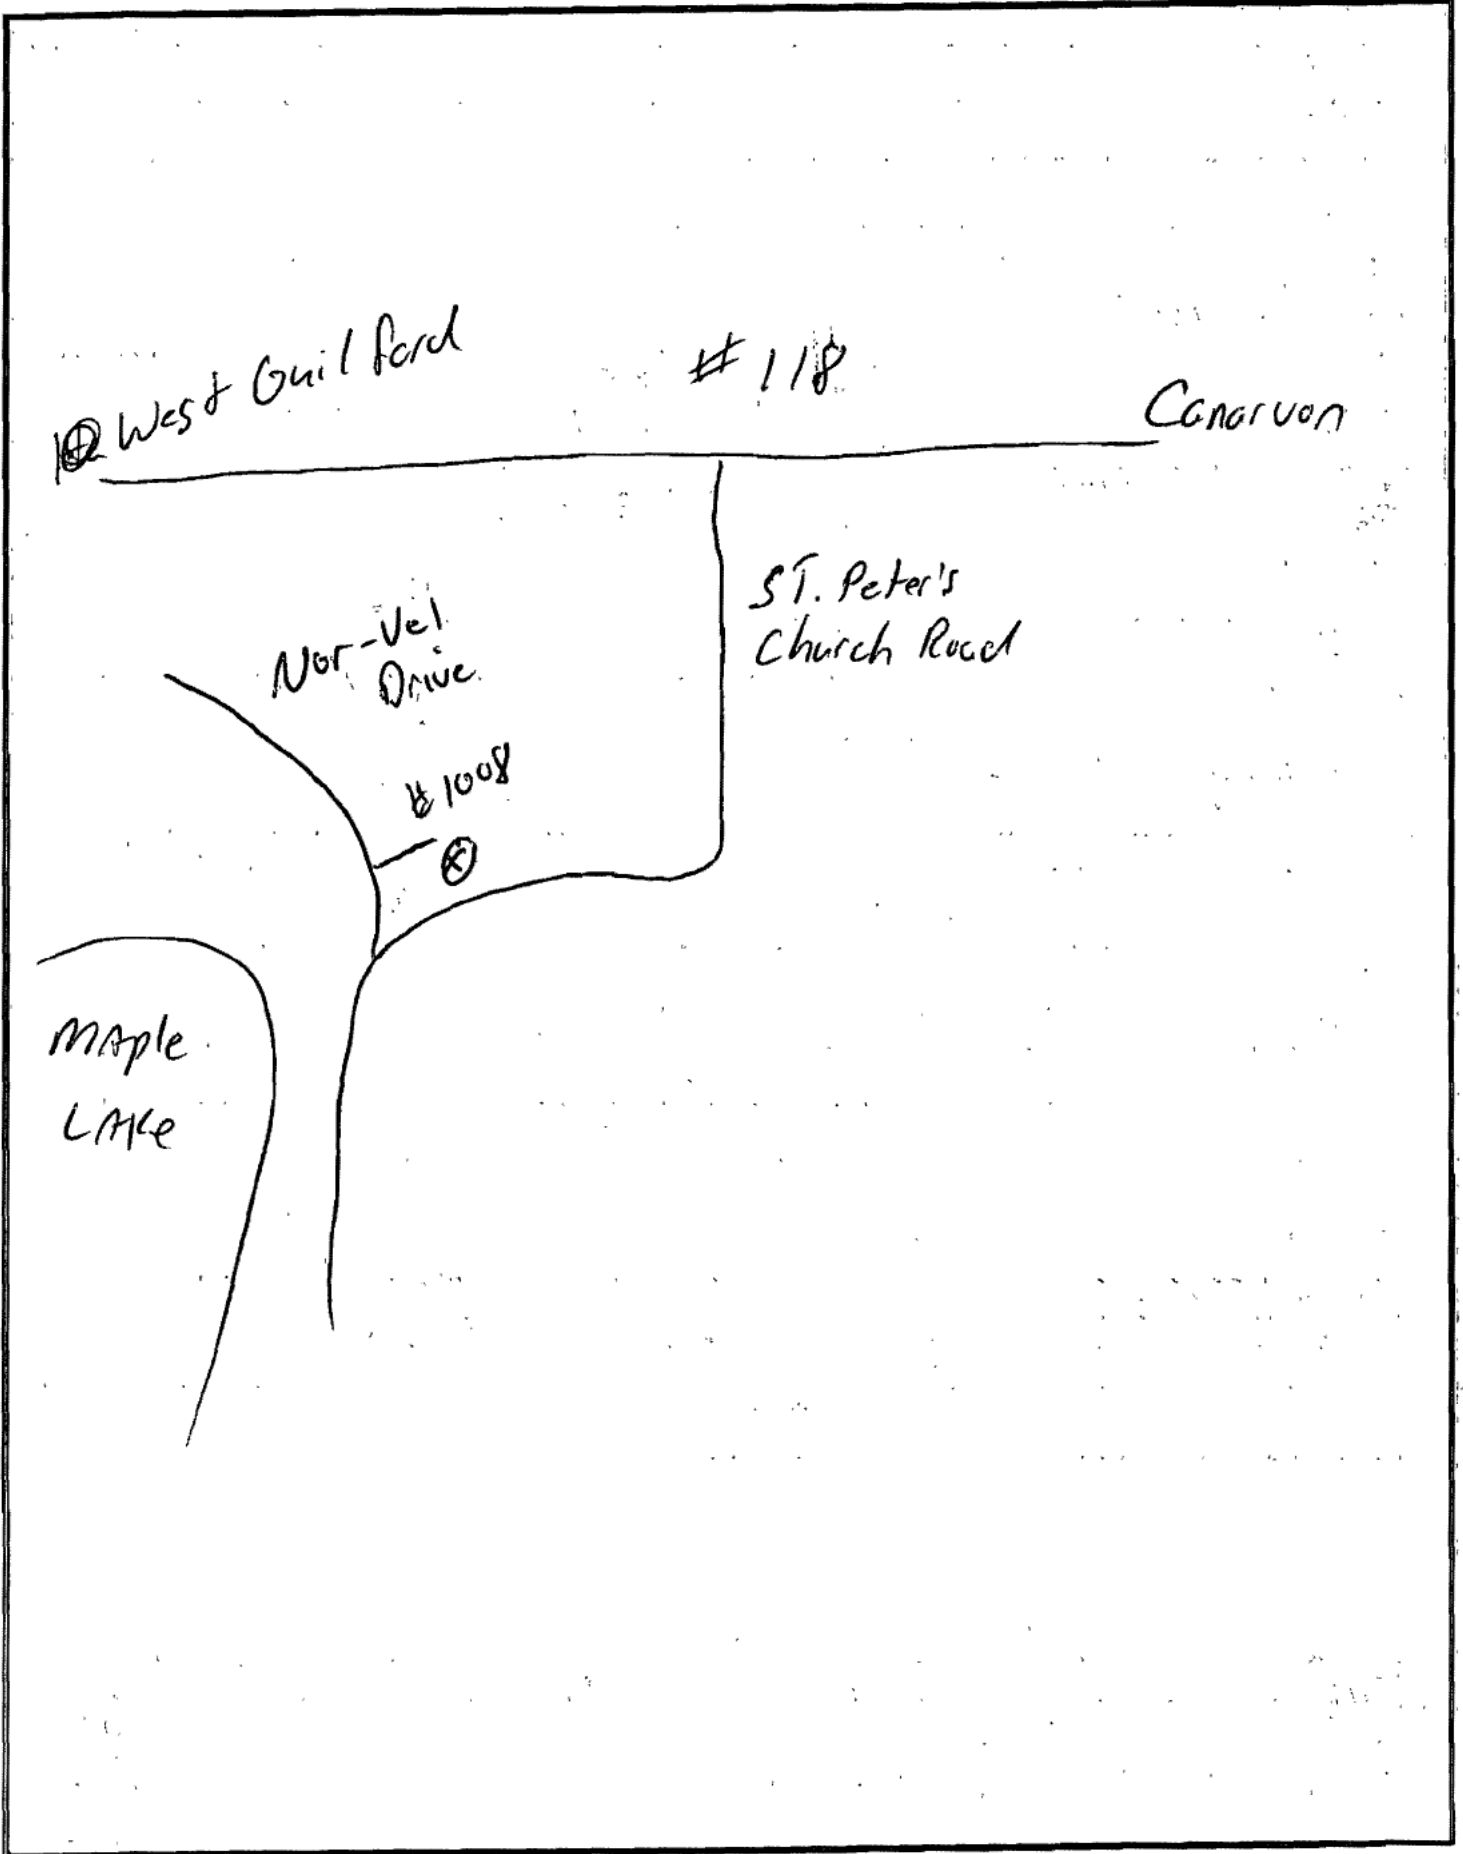 West Guilford
# 118
Canarvon
ST. Peter's
Church Road
Nor-Vel
Drive
#1008
Maple
Lake